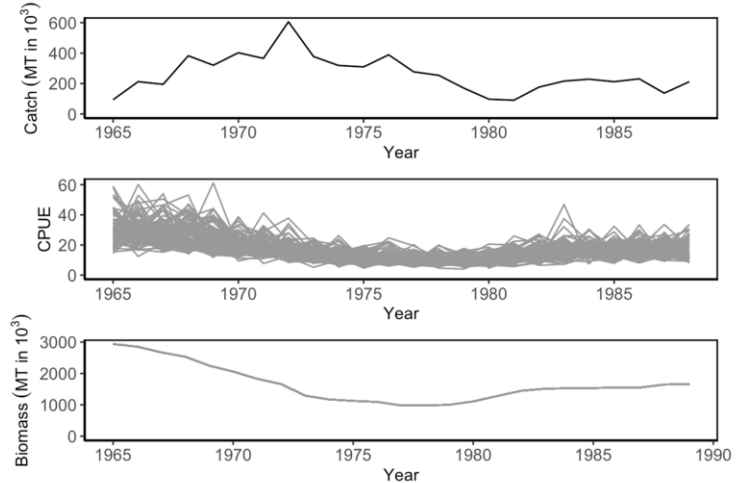 Catch (MT in 10³)
600
400
200
0
1965 1970 1975 1980 1985
Year
CPUE
60
40
20
0
1965 1970 1975 1980 1985
Year
Biomass (MT in 10³)
3000
2000
1000
0
1965 1970 1975 1980 1985 1990
Year